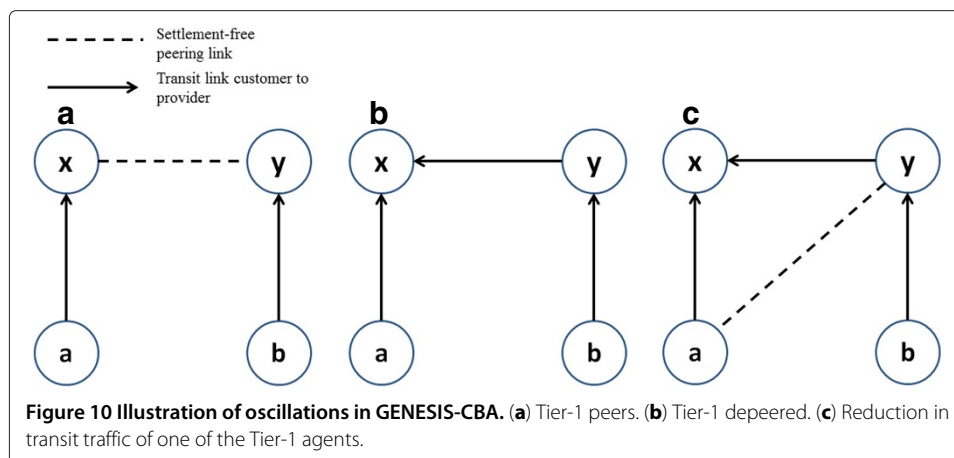 Settlement-free
peering link
Transit link customer to
provider
a b c
x y x y x y
a b a b a b
Figure 10 Illustration of oscillations in GENESIS-CBA. (a) Tier-1 peers. (b) Tier-1 depeered. (c) Reduction in
transit traffic of one of the Tier-1 agents.